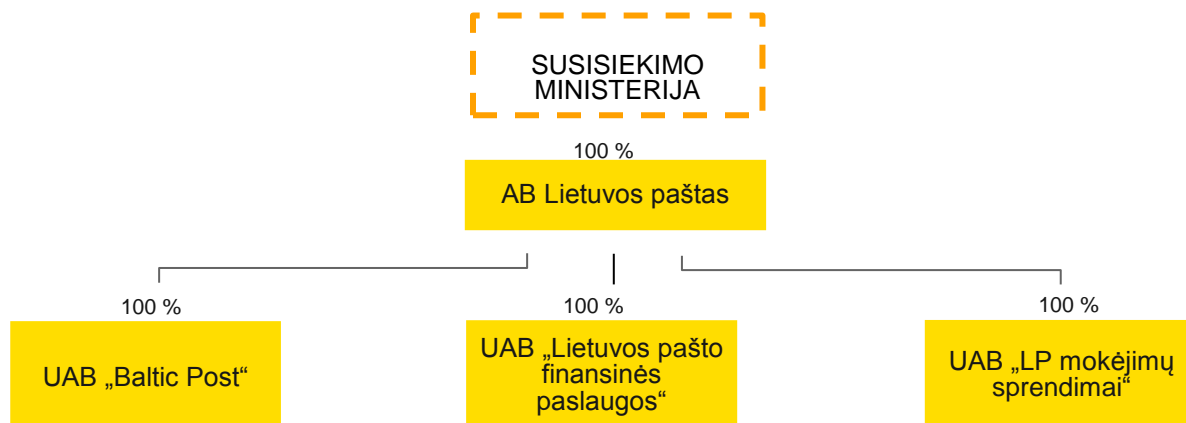 SUSISIEKIMO
MINISTERIJA
100 %
AB Lietuvos paštas
100 %
100 %
100 %
UAB „Baltic Post“
UAB „Lietuvos pašto
finansinės
paslaugos“
UAB „LP mokėjimų
sprendimai“